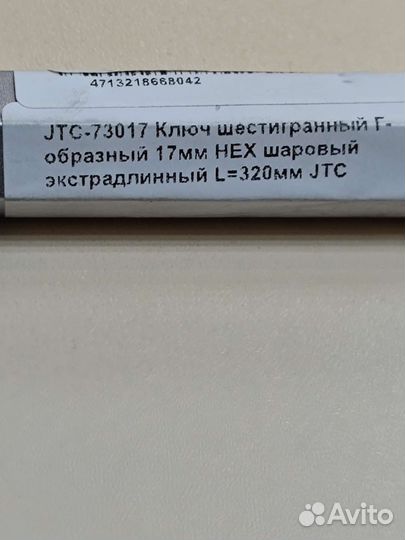 4713218668042
JTC-73017 Ключ шестигранный Г-
образный 17мм HEX шаровый
экстрадлинный L=320мм JTC
Avito